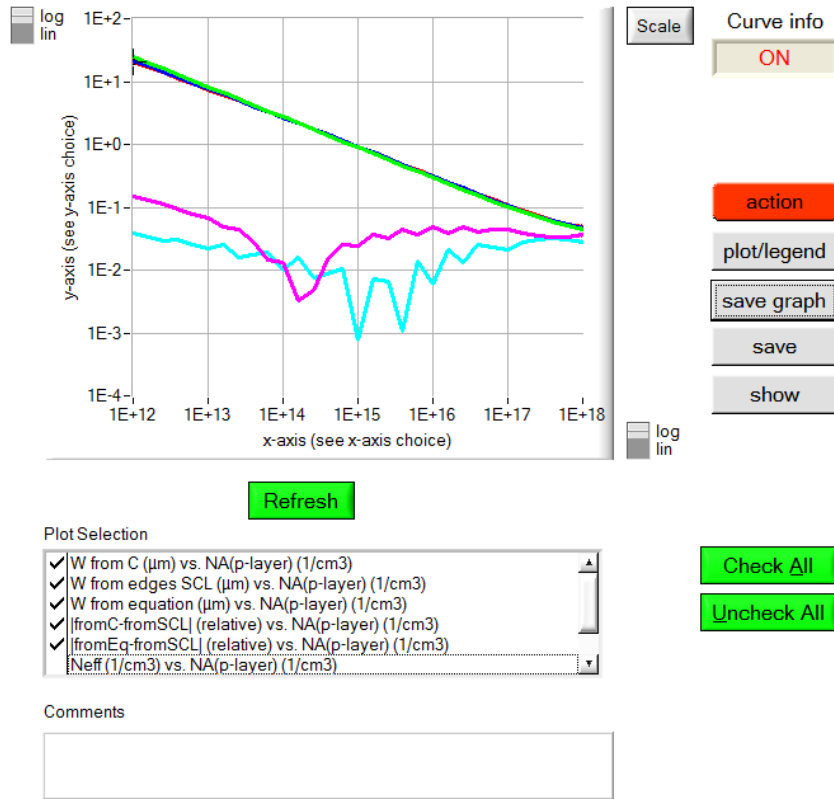 log
lin
1E+2
1E+1
1E+0
1E-1
1E-2
1E-3
1E-4
y-axis (see y-axis choice)
1E+12 1E+13 1E+14 1E+15 1E+16 1E+17 1E+18
x-axis (see x-axis choice)
Scale
Curve info
ON
action
plot/legend
save graph
save
show
log
lin
Refresh
Plot Selection
W from C (µm) vs. NA(p-layer) (1/cm3)
W from edges SCL (µm) vs. NA(p-layer) (1/cm3)
W from equation (µm) vs. NA(p-layer) (1/cm3)
|fromC-fromSCL| (relative) vs. NA(p-layer) (1/cm3)
|fromEq-fromSCL| (relative) vs. NA(p-layer) (1/cm3)
Neff (1/cm3) vs. NA(p-layer) (1/cm3)
Check All
Uncheck All
Comments